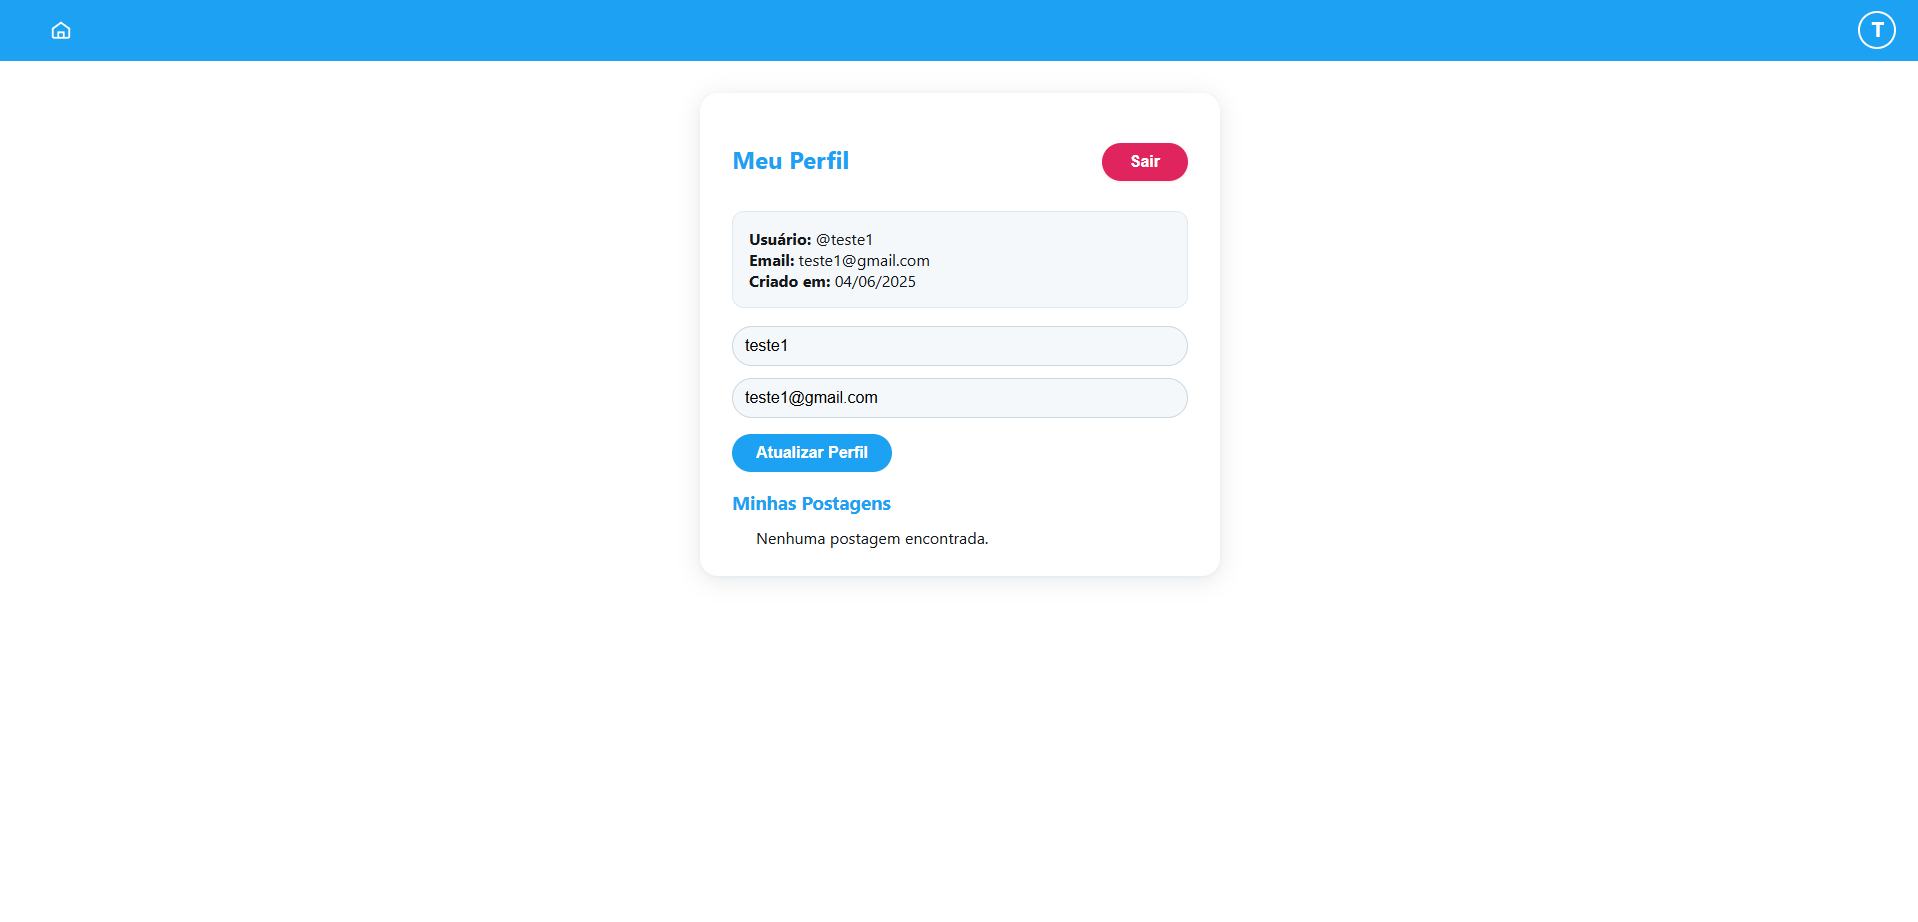 T
Meu Perfil
Sair
Usuário: @teste1
Email: teste1@gmail.com
Criado em: 04/06/2025
teste1
teste1@gmail.com
Atualizar Perfil
Minhas Postagens
Nenhuma postagem encontrada.